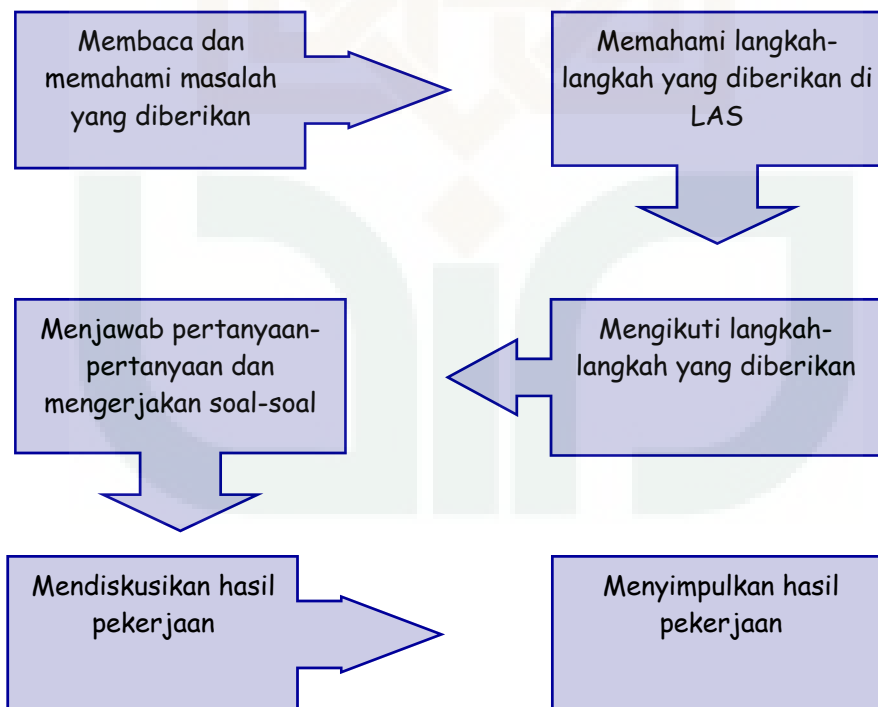 Membaca dan
memahami masalah
yang diberikan
Memahami langkah-
langkah yang diberikan di
LAS
Mengikuti langkah-
langkah yang diberikan
Menjawab pertanyaan-
pertanyaan dan
mengerjakan soal-soal
Mendiskusikan hasil
pekerjaan
Menyimpulkan hasil
pekerjaan